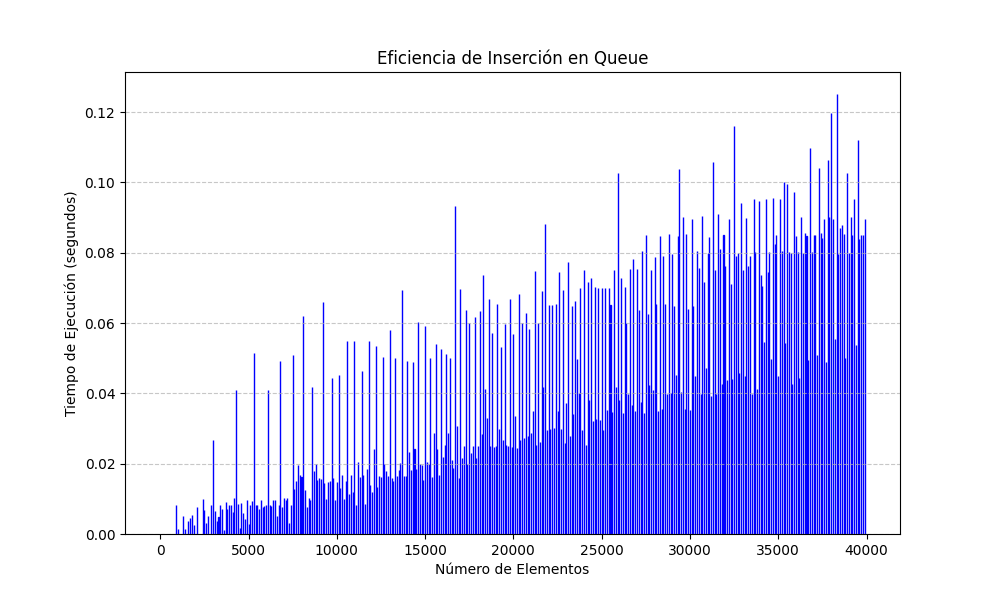 Eficiencia de Inserción en Queue
Tiempo de Ejecución (segundos)
0.12
0.10
0.08
0.06
0.04
0.02
0.00
0 5000 10000 15000 20000 25000 30000 35000 40000
Número de Elementos